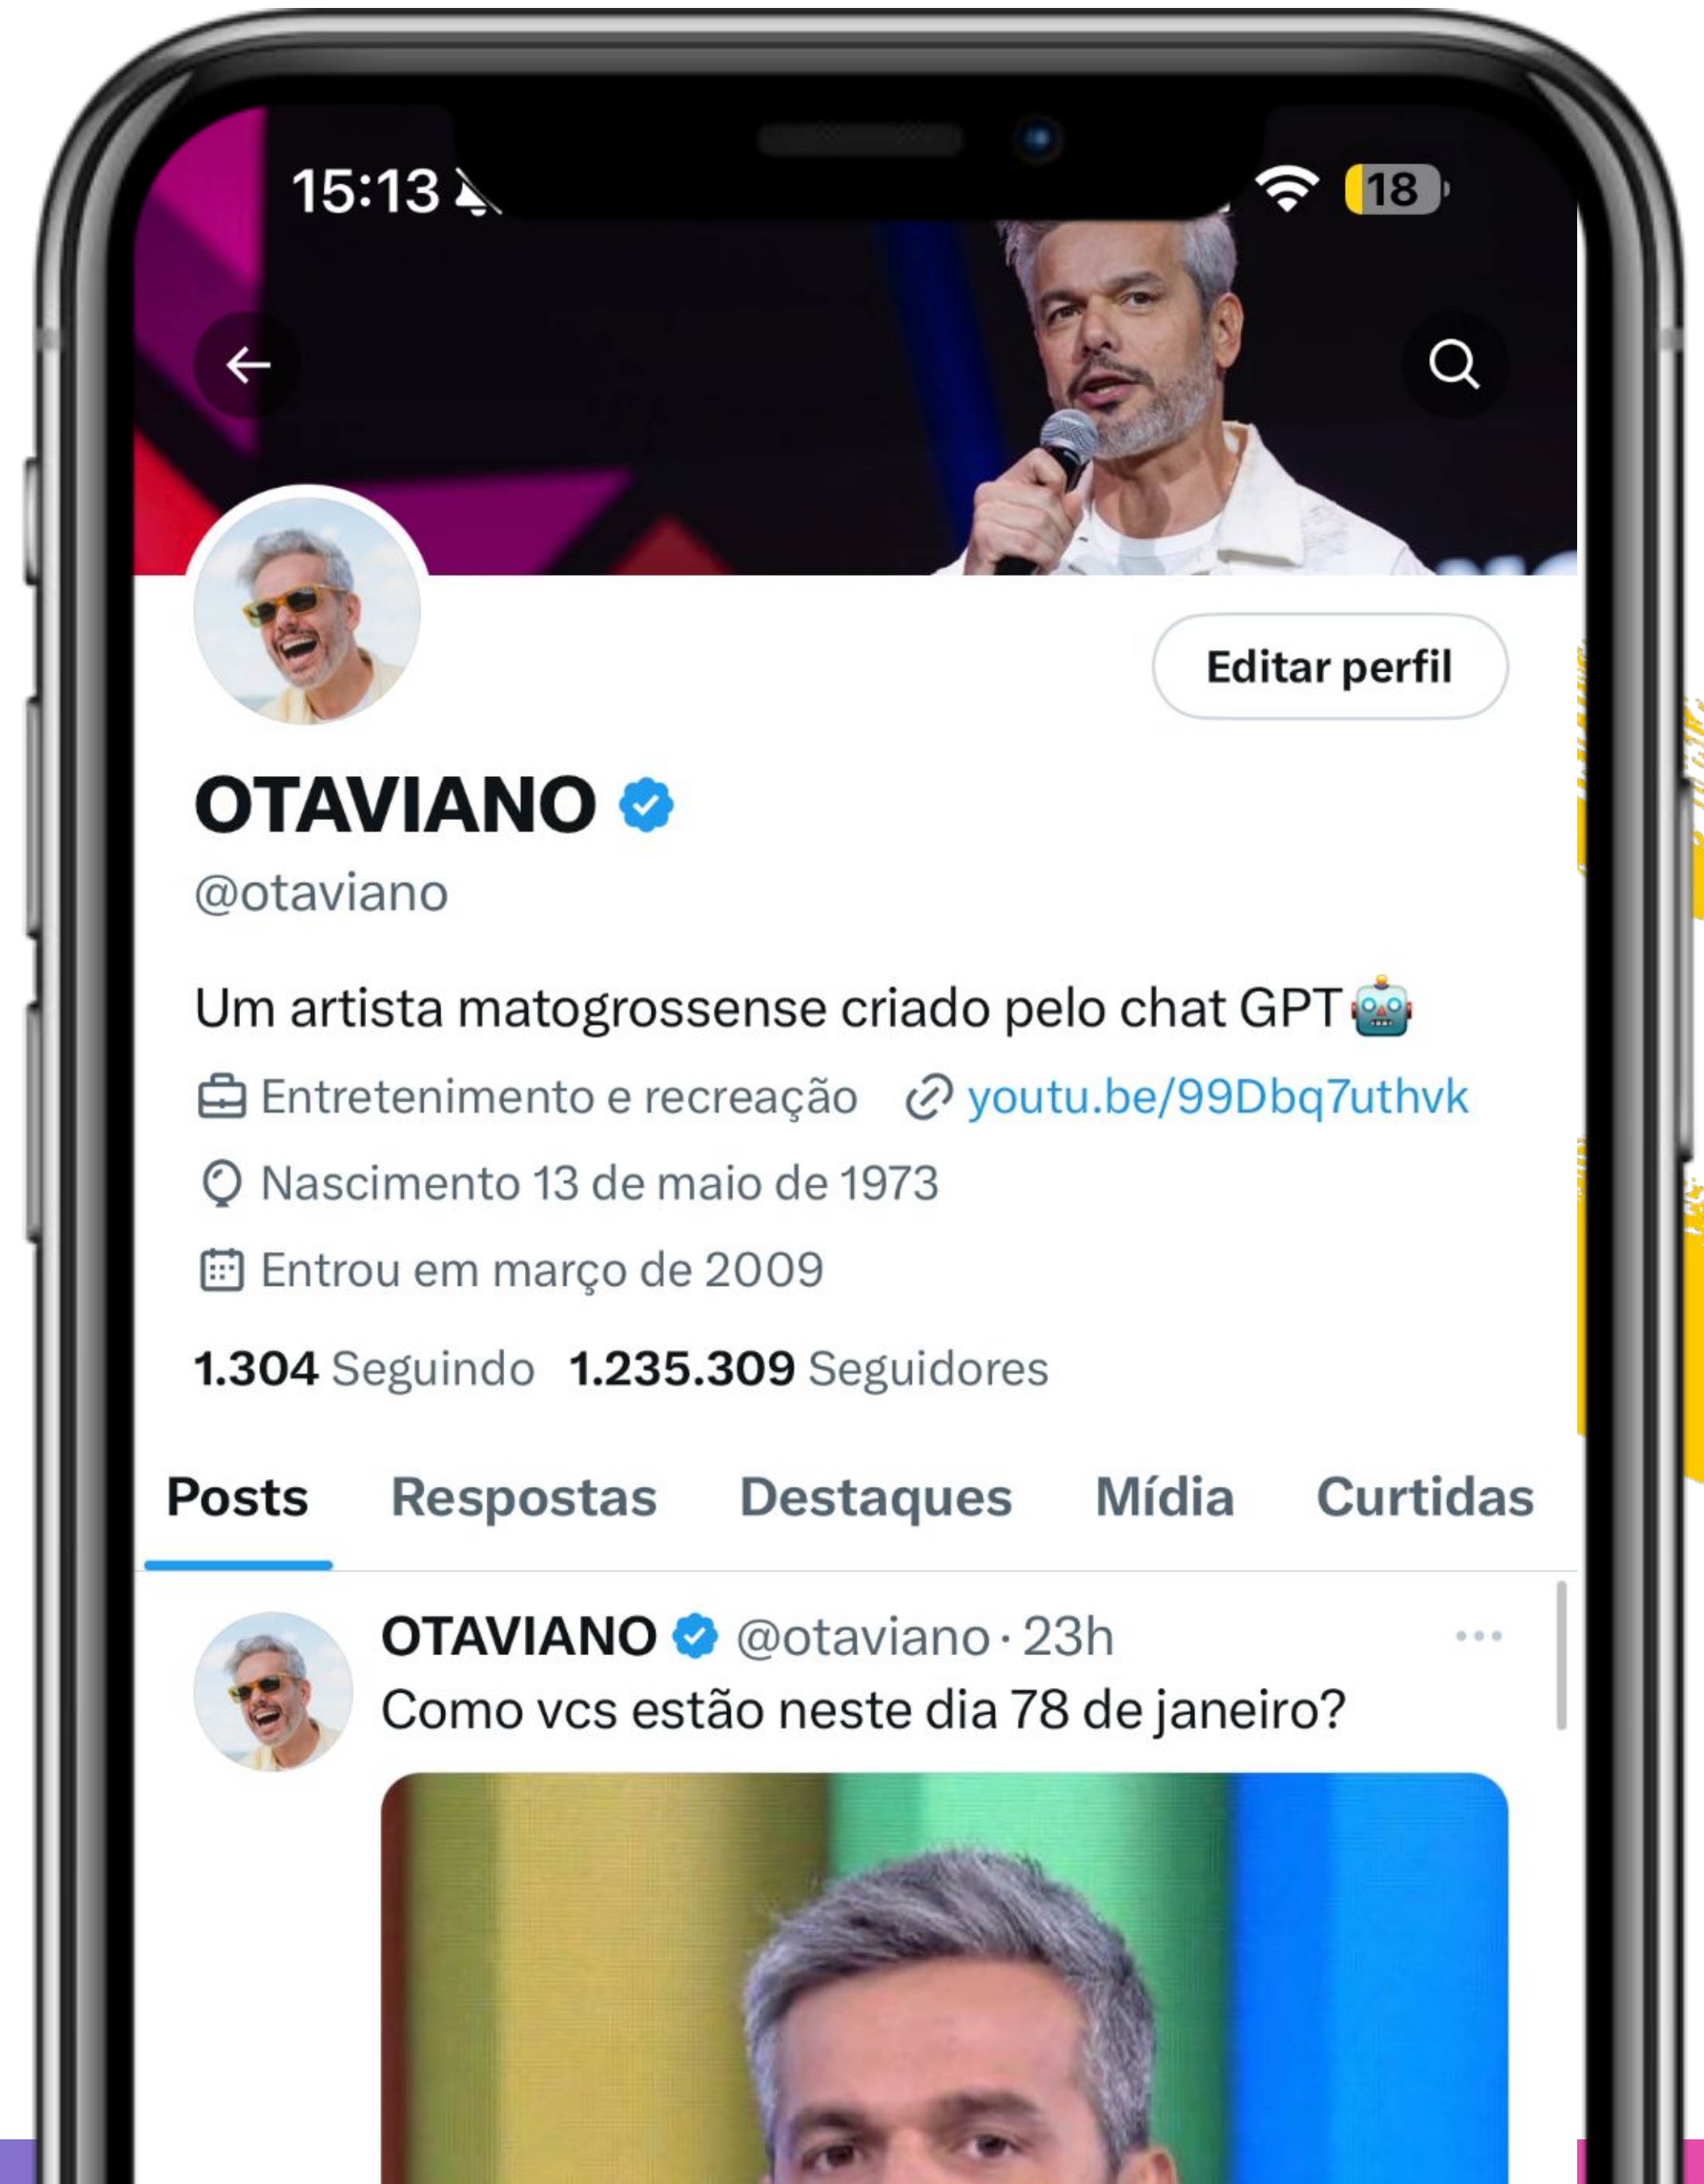 15:13
18
Editar perfil
OTAVIANO
@otaviano
Um artista matogrossense criado pelo chat GPT🤖
Entretenimento e recreação youtu.be/99Dbq7uthvk
Nascimento 13 de maio de 1973
Entrou em março de 2009
1.304 Seguindo 1.235.309 Seguidores
Posts Respostas Destaques Mídia Curtidas
OTAVIANO @otaviano · 23h
Como vcs estão neste dia 78 de janeiro?